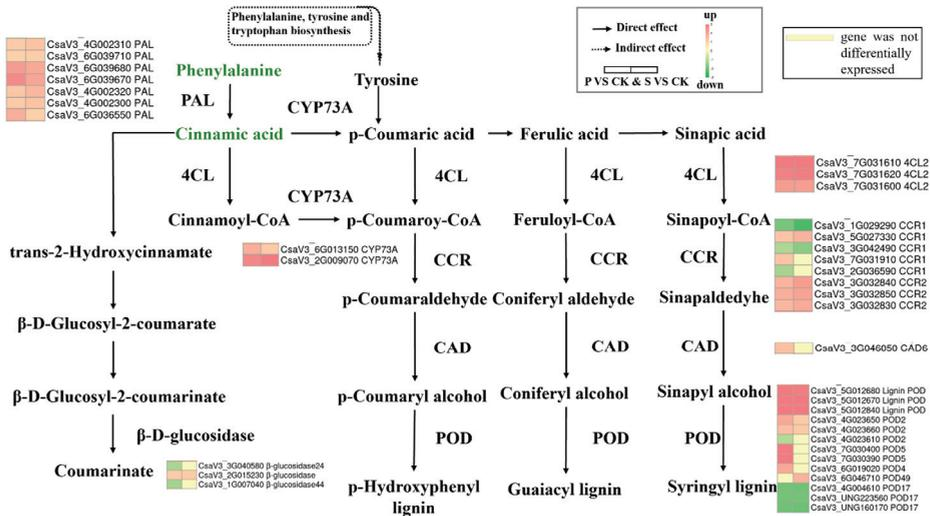 Phenylalanine, tyrosine and
tryptophan biosynthesis
Direct effect
Indirect effect
P VS CK & S VS CK
up
down
gene was not
differentially
expressed
CsaV3_4G002310 PAL
CsaV3_6G039710 PAL
CsaV3_6G039680 PAL
CsaV3_6G039670 PAL
CsaV3_4G002320 PAL
CsaV3_4G002300 PAL
CsaV3_6G036550 PAL
Phenylalanine
Tyrosine
PAL
CYP73A
Cinnamic acid
p-Coumaric acid
Ferulic acid
Sinapic acid
4CL
4CL
4CL
4CL
CsaV3_7G031610 4CL2
CsaV3_7G031620 4CL2
CsaV3_7G031600 4CL2
CYP73A
Cinnamoyl-CoA
p-Coumaroy-CoA
Feruloyl-CoA
Sinapoyl-CoA
trans-2-Hydroxycinnamate
CsaV3_6G013150 CYP73A
CsaV3_2G009070 CYP73A
CCR
CCR
CCR
CsaV3_1G029290 CCR1
CsaV3_5G027330 CCR1
CsaV3_3G042490 CCR1
CsaV3_7G031910 CCR1
CsaV3_2G036590 CCR1
CsaV3_3G032840 CCR2
CsaV3_3G032850 CCR2
CsaV3_3G032830 CCR2
p-Coumaraldehyde
Coniferyl aldehyde
Sinapaldedyhe
β-D-Glucosyl-2-coumarate
CAD
CAD
CAD
CsaV3_3G046050 CAD6
β-D-Glucosyl-2-coumarinate
p-Coumaryl alcohol
Coniferyl alcohol
Sinapyl alcohol
β-D-glucosidase
POD
POD
POD
CsaV3_5G012680 Lignin POD
CsaV3_5G012670 Lignin POD
CsaV3_5G012840 Lignin POD
CsaV3_4G023650 POD2
CsaV3_4G023660 POD2
CsaV3_4G023610 POD2
CsaV3_7G030400 POD5
CsaV3_7G030390 POD5
CsaV3_6G019020 POD4
CsaV3_6G046710 POD49
CsaV3_4G004610 POD17
CsaV3_UNG223560 POD17
CsaV3_UNG160170 POD17
Coumarinate
CsaV3_3G040580 β-glucosidase24
CsaV3_2G015230 β-glucosidase
CsaV3_1G007040 β-glucosidase44
p-Hydroxyphenyl
lignin
Guaiacyl lignin
Syringyl lignin